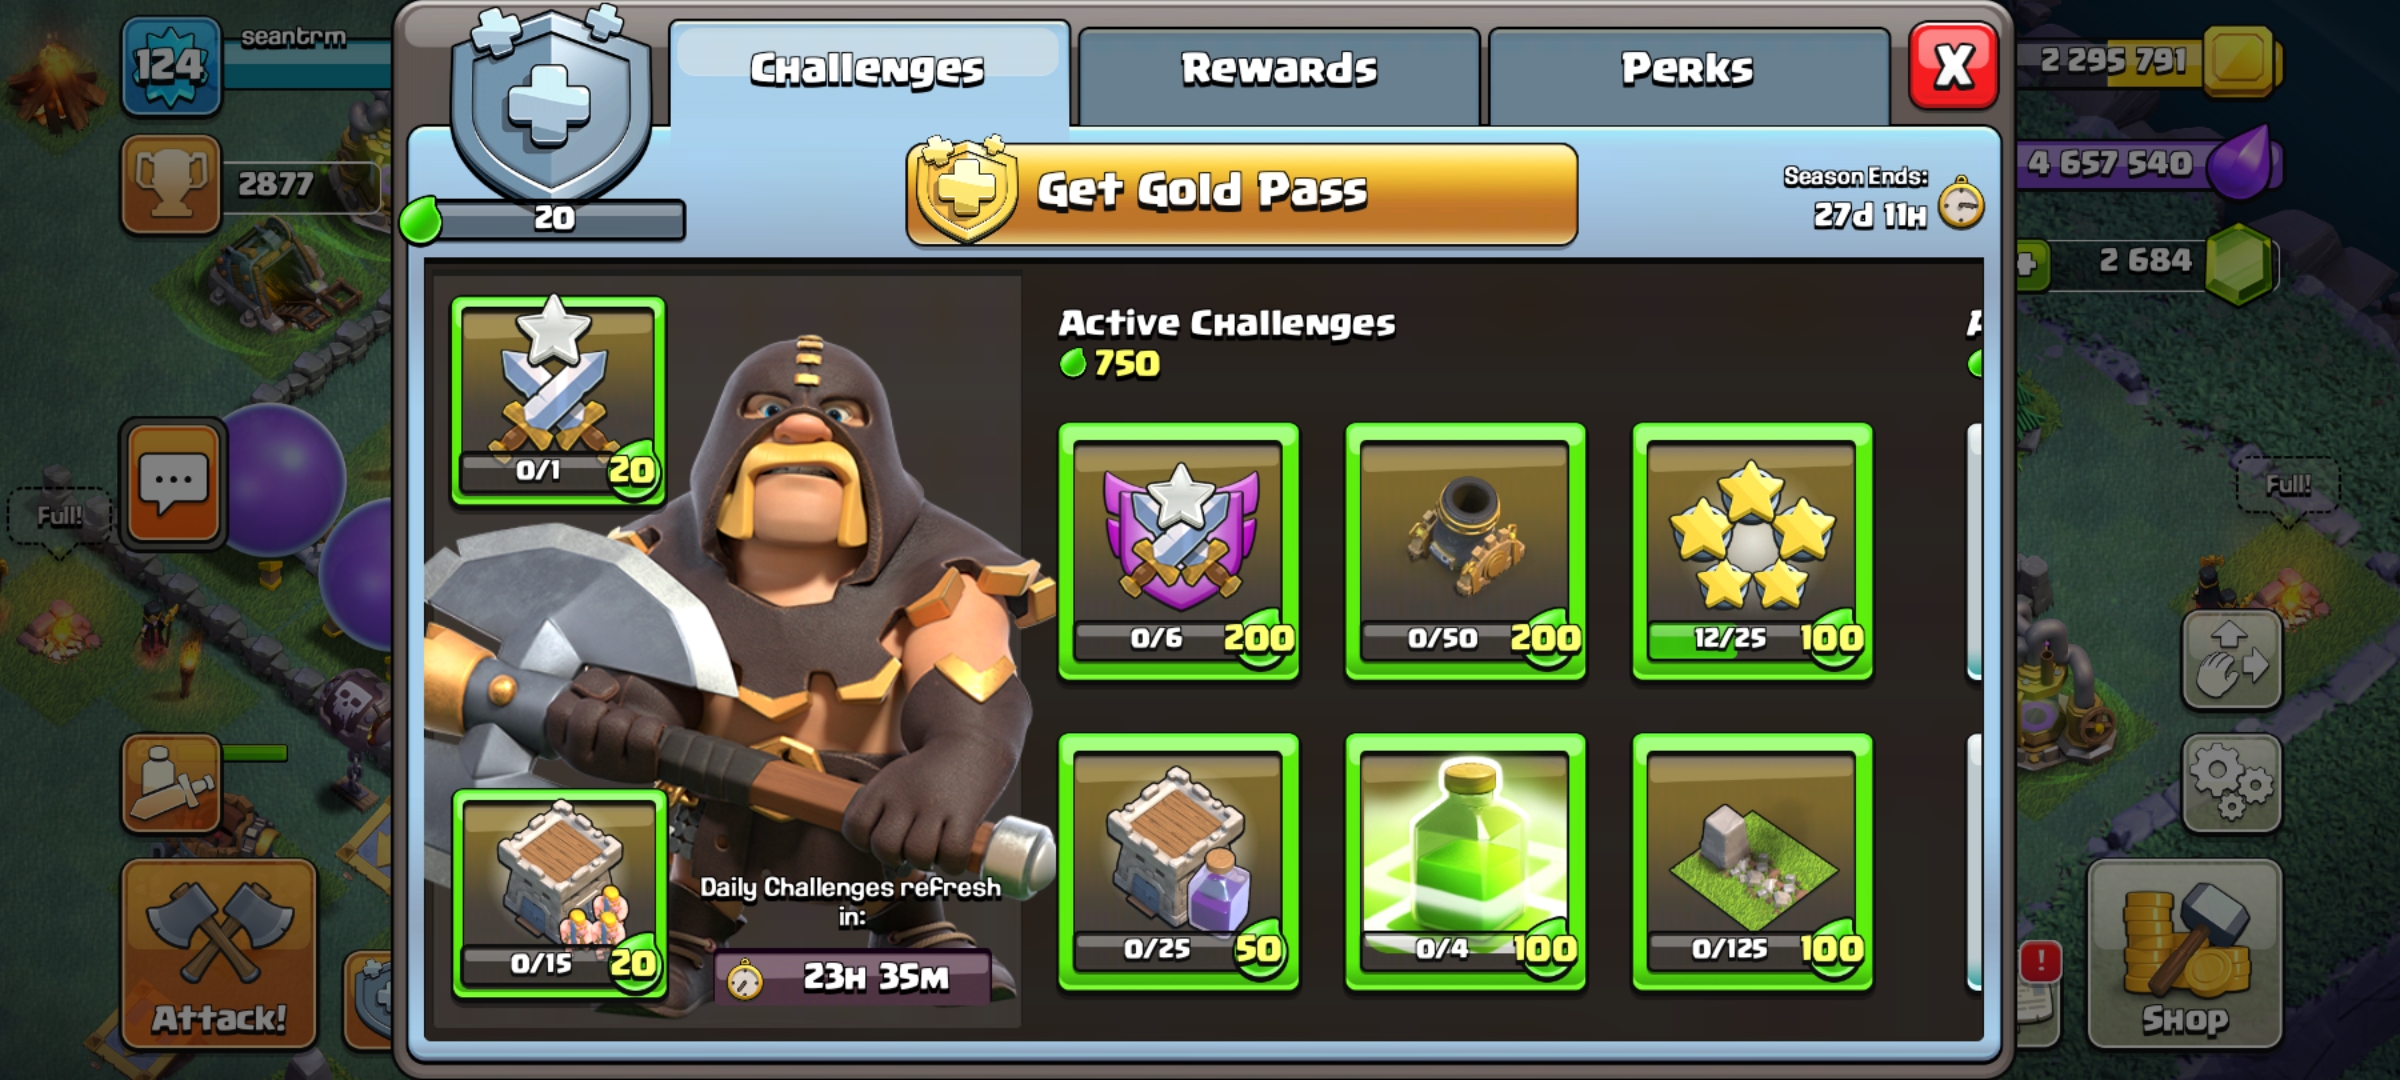 124
seantrm
2877
Full!
Attack!
20
Challenges
Rewards
Perks
X
Get Gold Pass
Season Ends:
27d 11H
2 295 791
4 657 540
2 684
Full!
!
Shop
0/1
20
0/15
20
Daily Challenges refresh
in:
23H 35M
Active Challenges
750
0/6
200
0/50
200
12/25
100
0/25
50
0/4
100
0/125
100